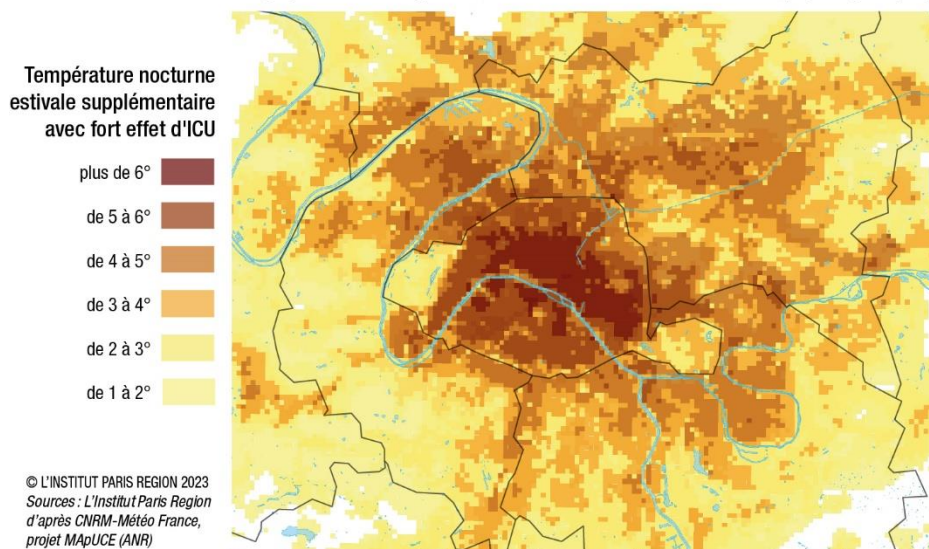 Température nocturne
estivale supplémentaire
avec fort effet d'ICU
plus de 6°
de 5 à 6°
de 4 à 5°
de 3 à 4°
de 2 à 3°
de 1 à 2°
© L'INSTITUT PARIS REGION 2023
Sources : L'Institut Paris Region
d'après CNRM-Météo France,
projet MApUCE (ANR)